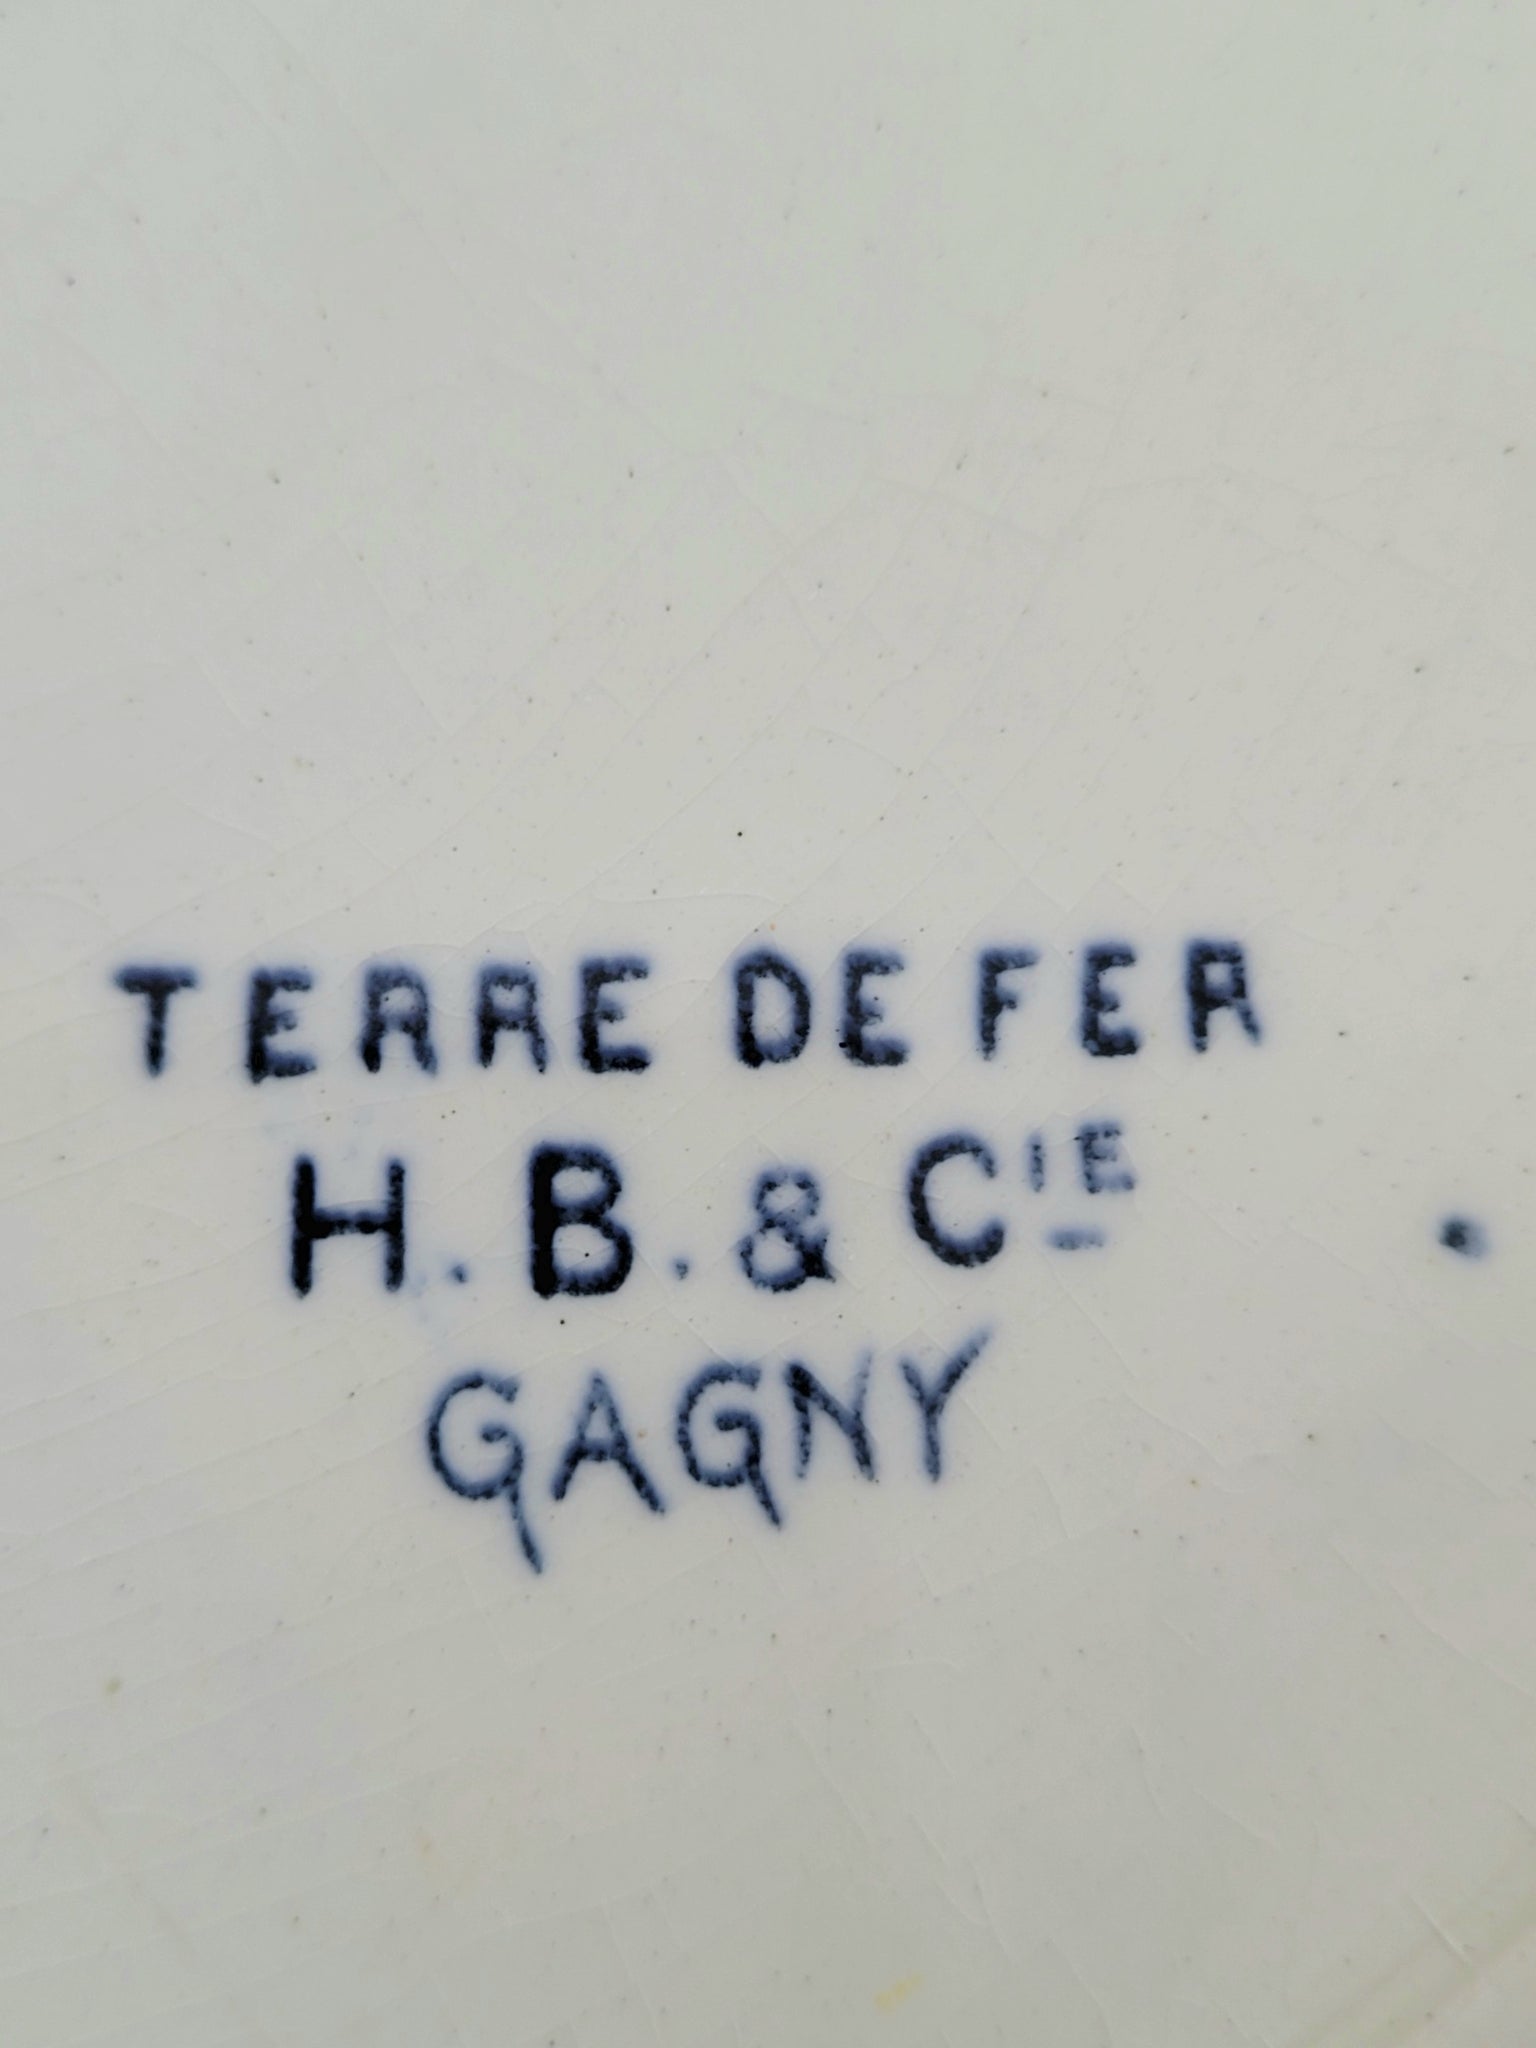 TERRE DE FER
H.B. & CIE
GAGNY